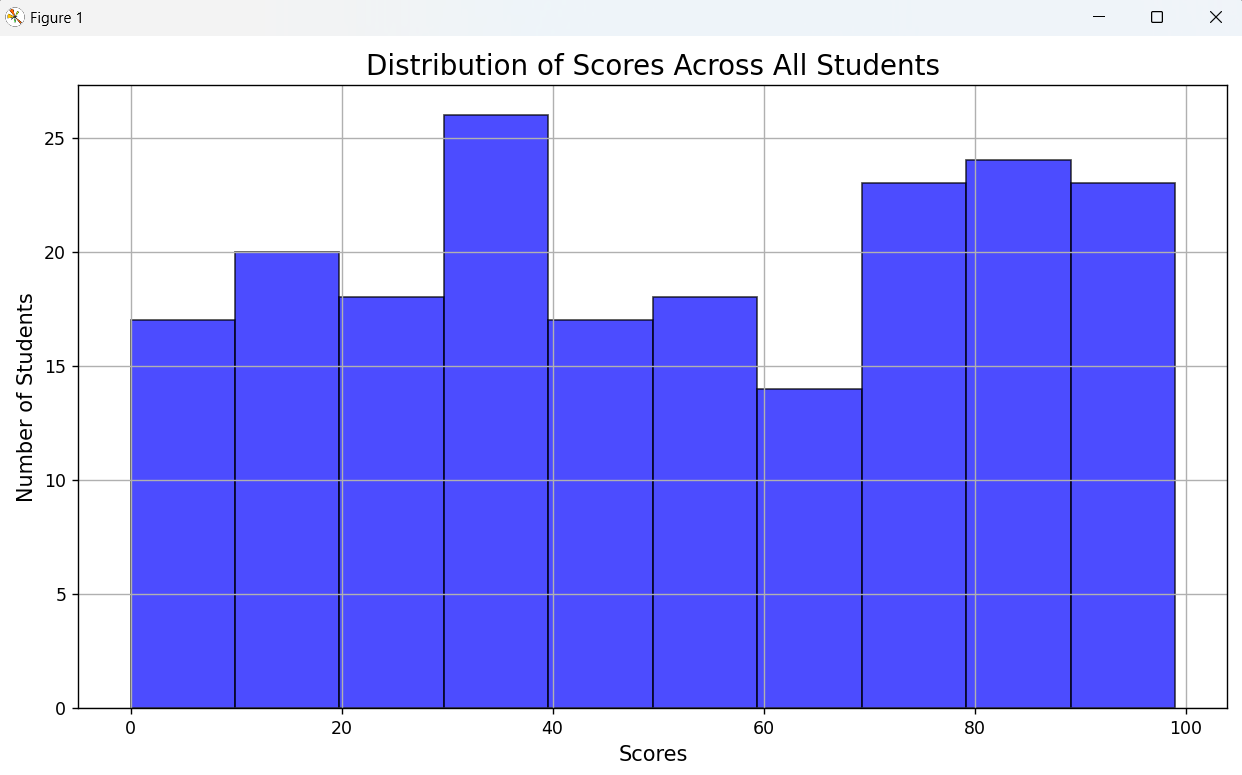 Figure 1
Distribution of Scores Across All Students
25
20
15
10
5
0
Number of Students
0 20 40 60 80 100
Scores